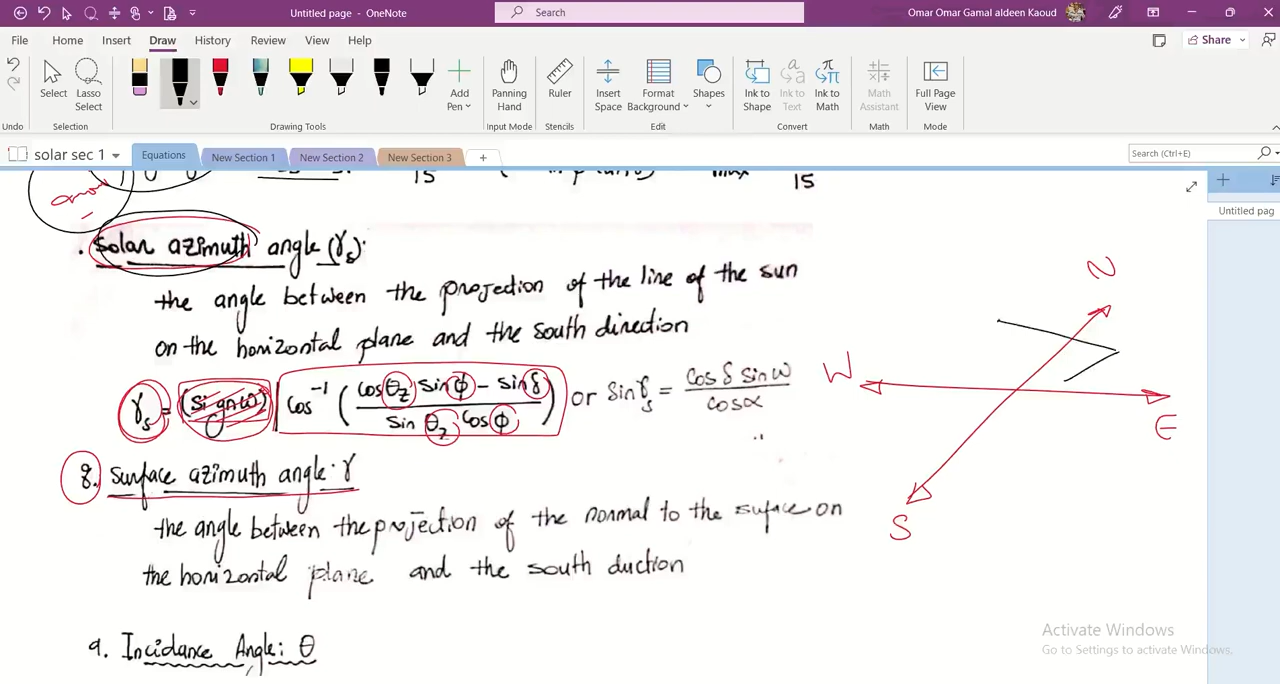 Untitled page - OneNote
Search
Omar Omar Gamal aldeen Kaoud
File Home Insert Draw History Review View Help
Share
Select
Lasso Select
Add Pen
Panning Hand
Ruler
Insert Space
Format Background
Shapes
Ink to Shape
Ink to Text
Ink to Math
Math Assistant
Full Page View
Undo
Selection
Drawing Tools
Input Mode
Stencils
Edit
Convert
Math
Mode
solar sec 1
Equations
New Section 1
New Section 2
New Section 3
Search (Ctrl+E)
Untitled pag
15
max
15
. Solar azimuth angle (γs):
the angle between the projection of the line of the sun
on the horizontal plane and the south direction
γs = (sign ω) cos⁻¹ ( (cos θz sin φ - sin δ) / (sin θz cos φ) ) or sin γs = cos δ sin ω / cos α
8. Surface azimuth angle: γ
the angle between the projection of the normal to the suface on
the horizontal plane and the south duction
9. Incidance Angle: θ
N
W
E
S
Activate Windows
Go to Settings to activate Windows.